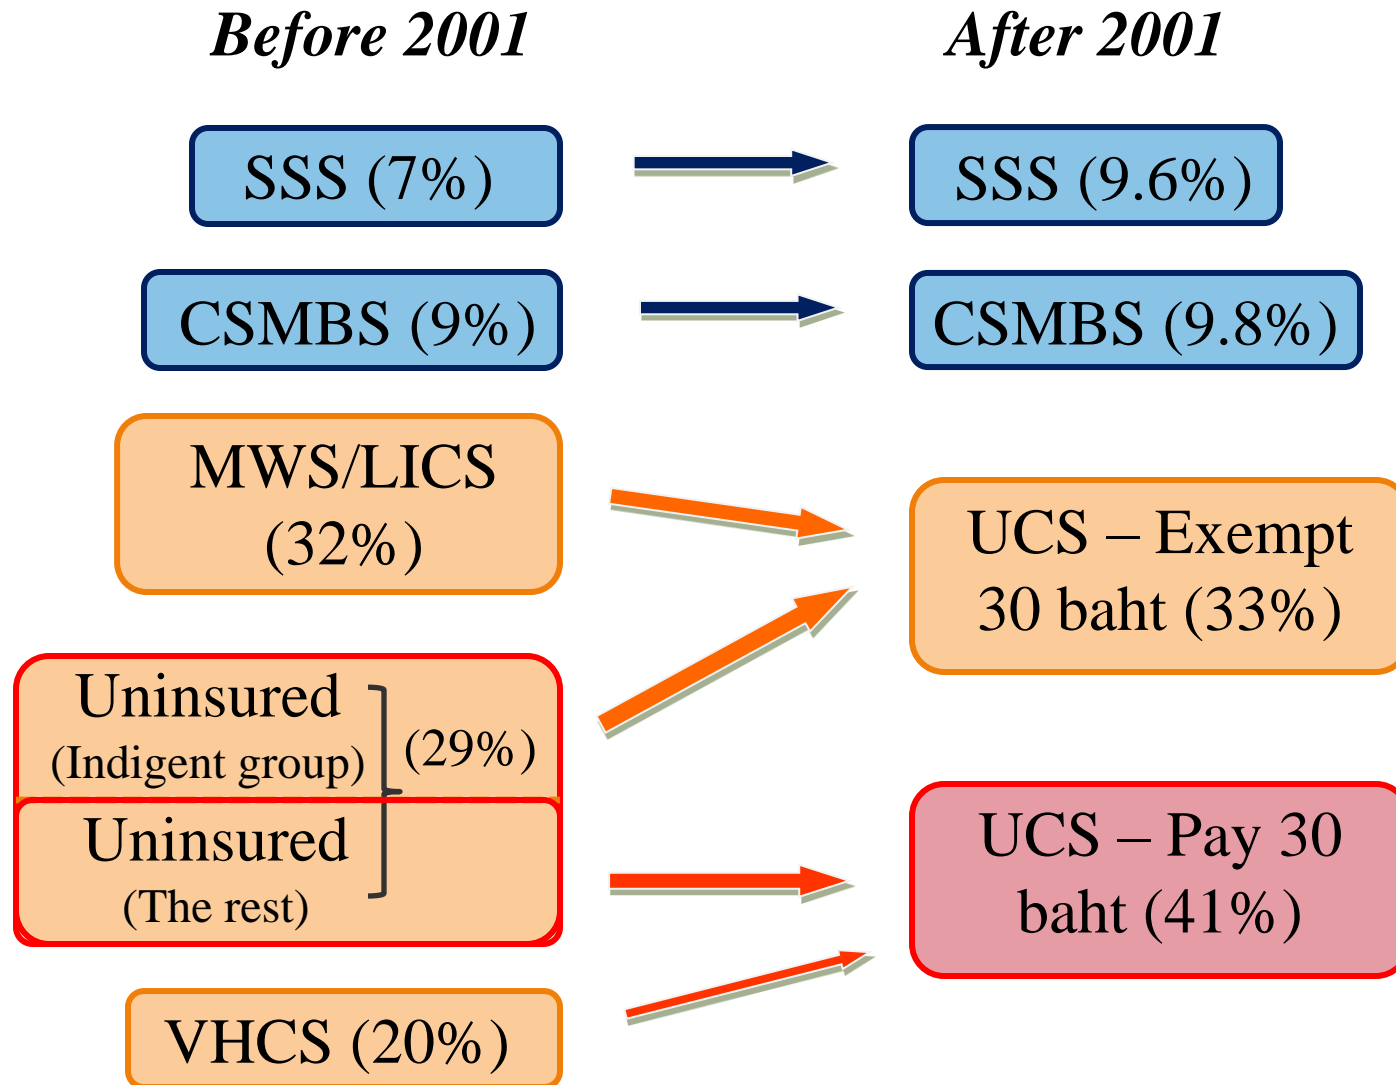 Before 2001
After 2001
SSS (7%)
SSS (9.6%)
CSMBS (9%)
CSMBS (9.8%)
MWS/LICS
(32%)
UCS – Exempt
30 baht (33%)
Uninsured
(Indigent group)
(29%)
Uninsured
(The rest)
UCS – Pay 30
baht (41%)
VHCS (20%)